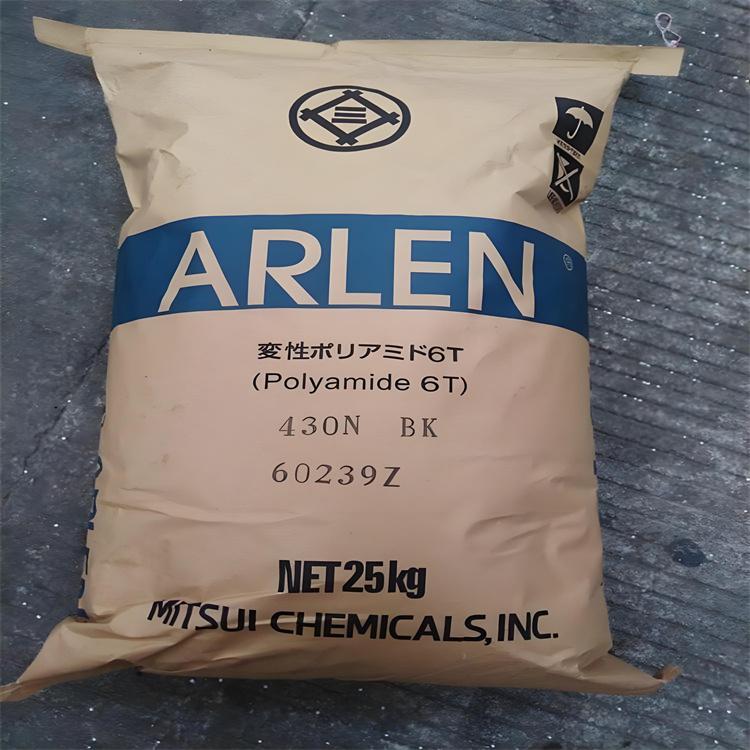 ARLEN
変性ポリアミド6T
(Polyamide 6T)
430N BK
60239Z
NET25kg
MITSUI CHEMICALS, INC.